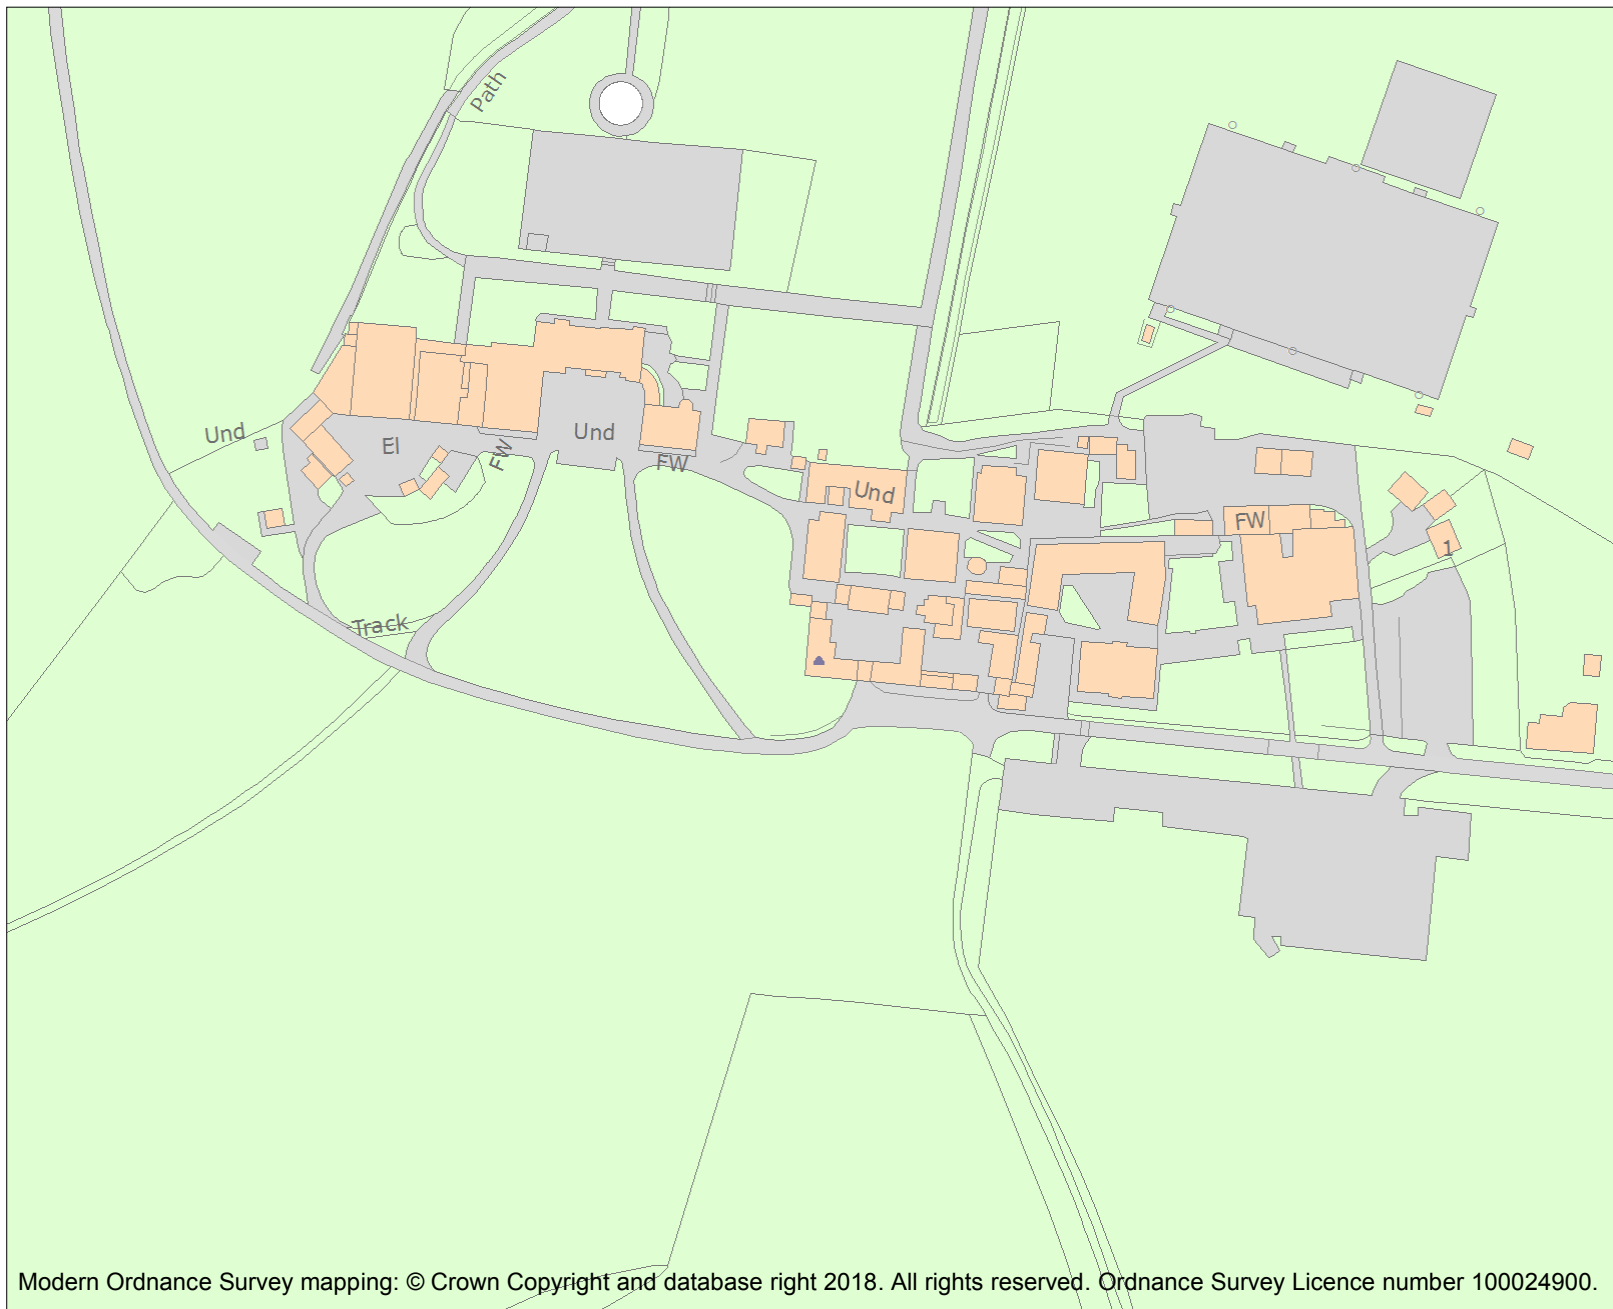 Path
Und
El
FW
Und
FW
Und
FW
1
Track
Modern Ordnance Survey mapping: © Crown Copyright and database right 2018. All rights reserved. Ordnance Survey Licence number 100024900.